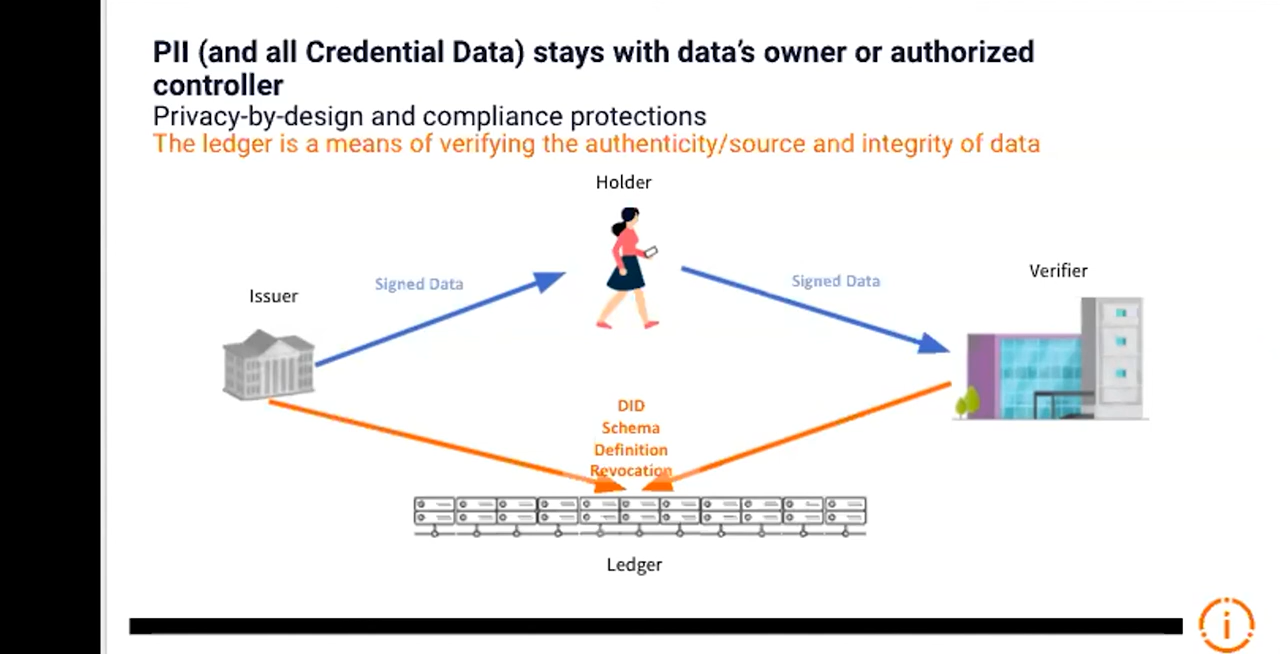 PII (and all Credential Data) stays with data's owner or authorized
controller
Privacy-by-design and compliance protections
The ledger is a means of verifying the authenticity/source and integrity of data
Holder
Signed Data
Signed Data
Verifier
Issuer
DID
Schema
Definition
Revocation
Ledger